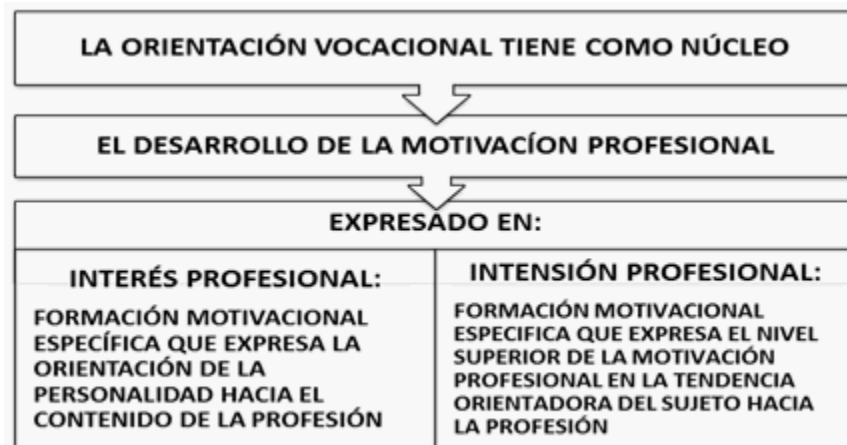 LA ORIENTACIÓN VOCACIONAL TIENE COMO NÚCLEO
EL DESARROLLO DE LA MOTIVACÍON PROFESIONAL
EXPRESADO EN:
INTERÉS PROFESIONAL:
FORMACIÓN MOTIVACIONAL
ESPECÍFICA QUE EXPRESA LA
ORIENTACIÓN DE LA
PERSONALIDAD HACIA EL
CONTENIDO DE LA PROFESIÓN
INTENSIÓN PROFESIONAL:
FORMACIÓN MOTIVACIONAL
ESPECIFICA QUE EXPRESA EL NIVEL
SUPERIOR DE LA MOTIVACIÓN
PROFESIONAL EN LA TENDENCIA
ORIENTADORA DEL SUJETO HACIA
LA PROFESIÓN